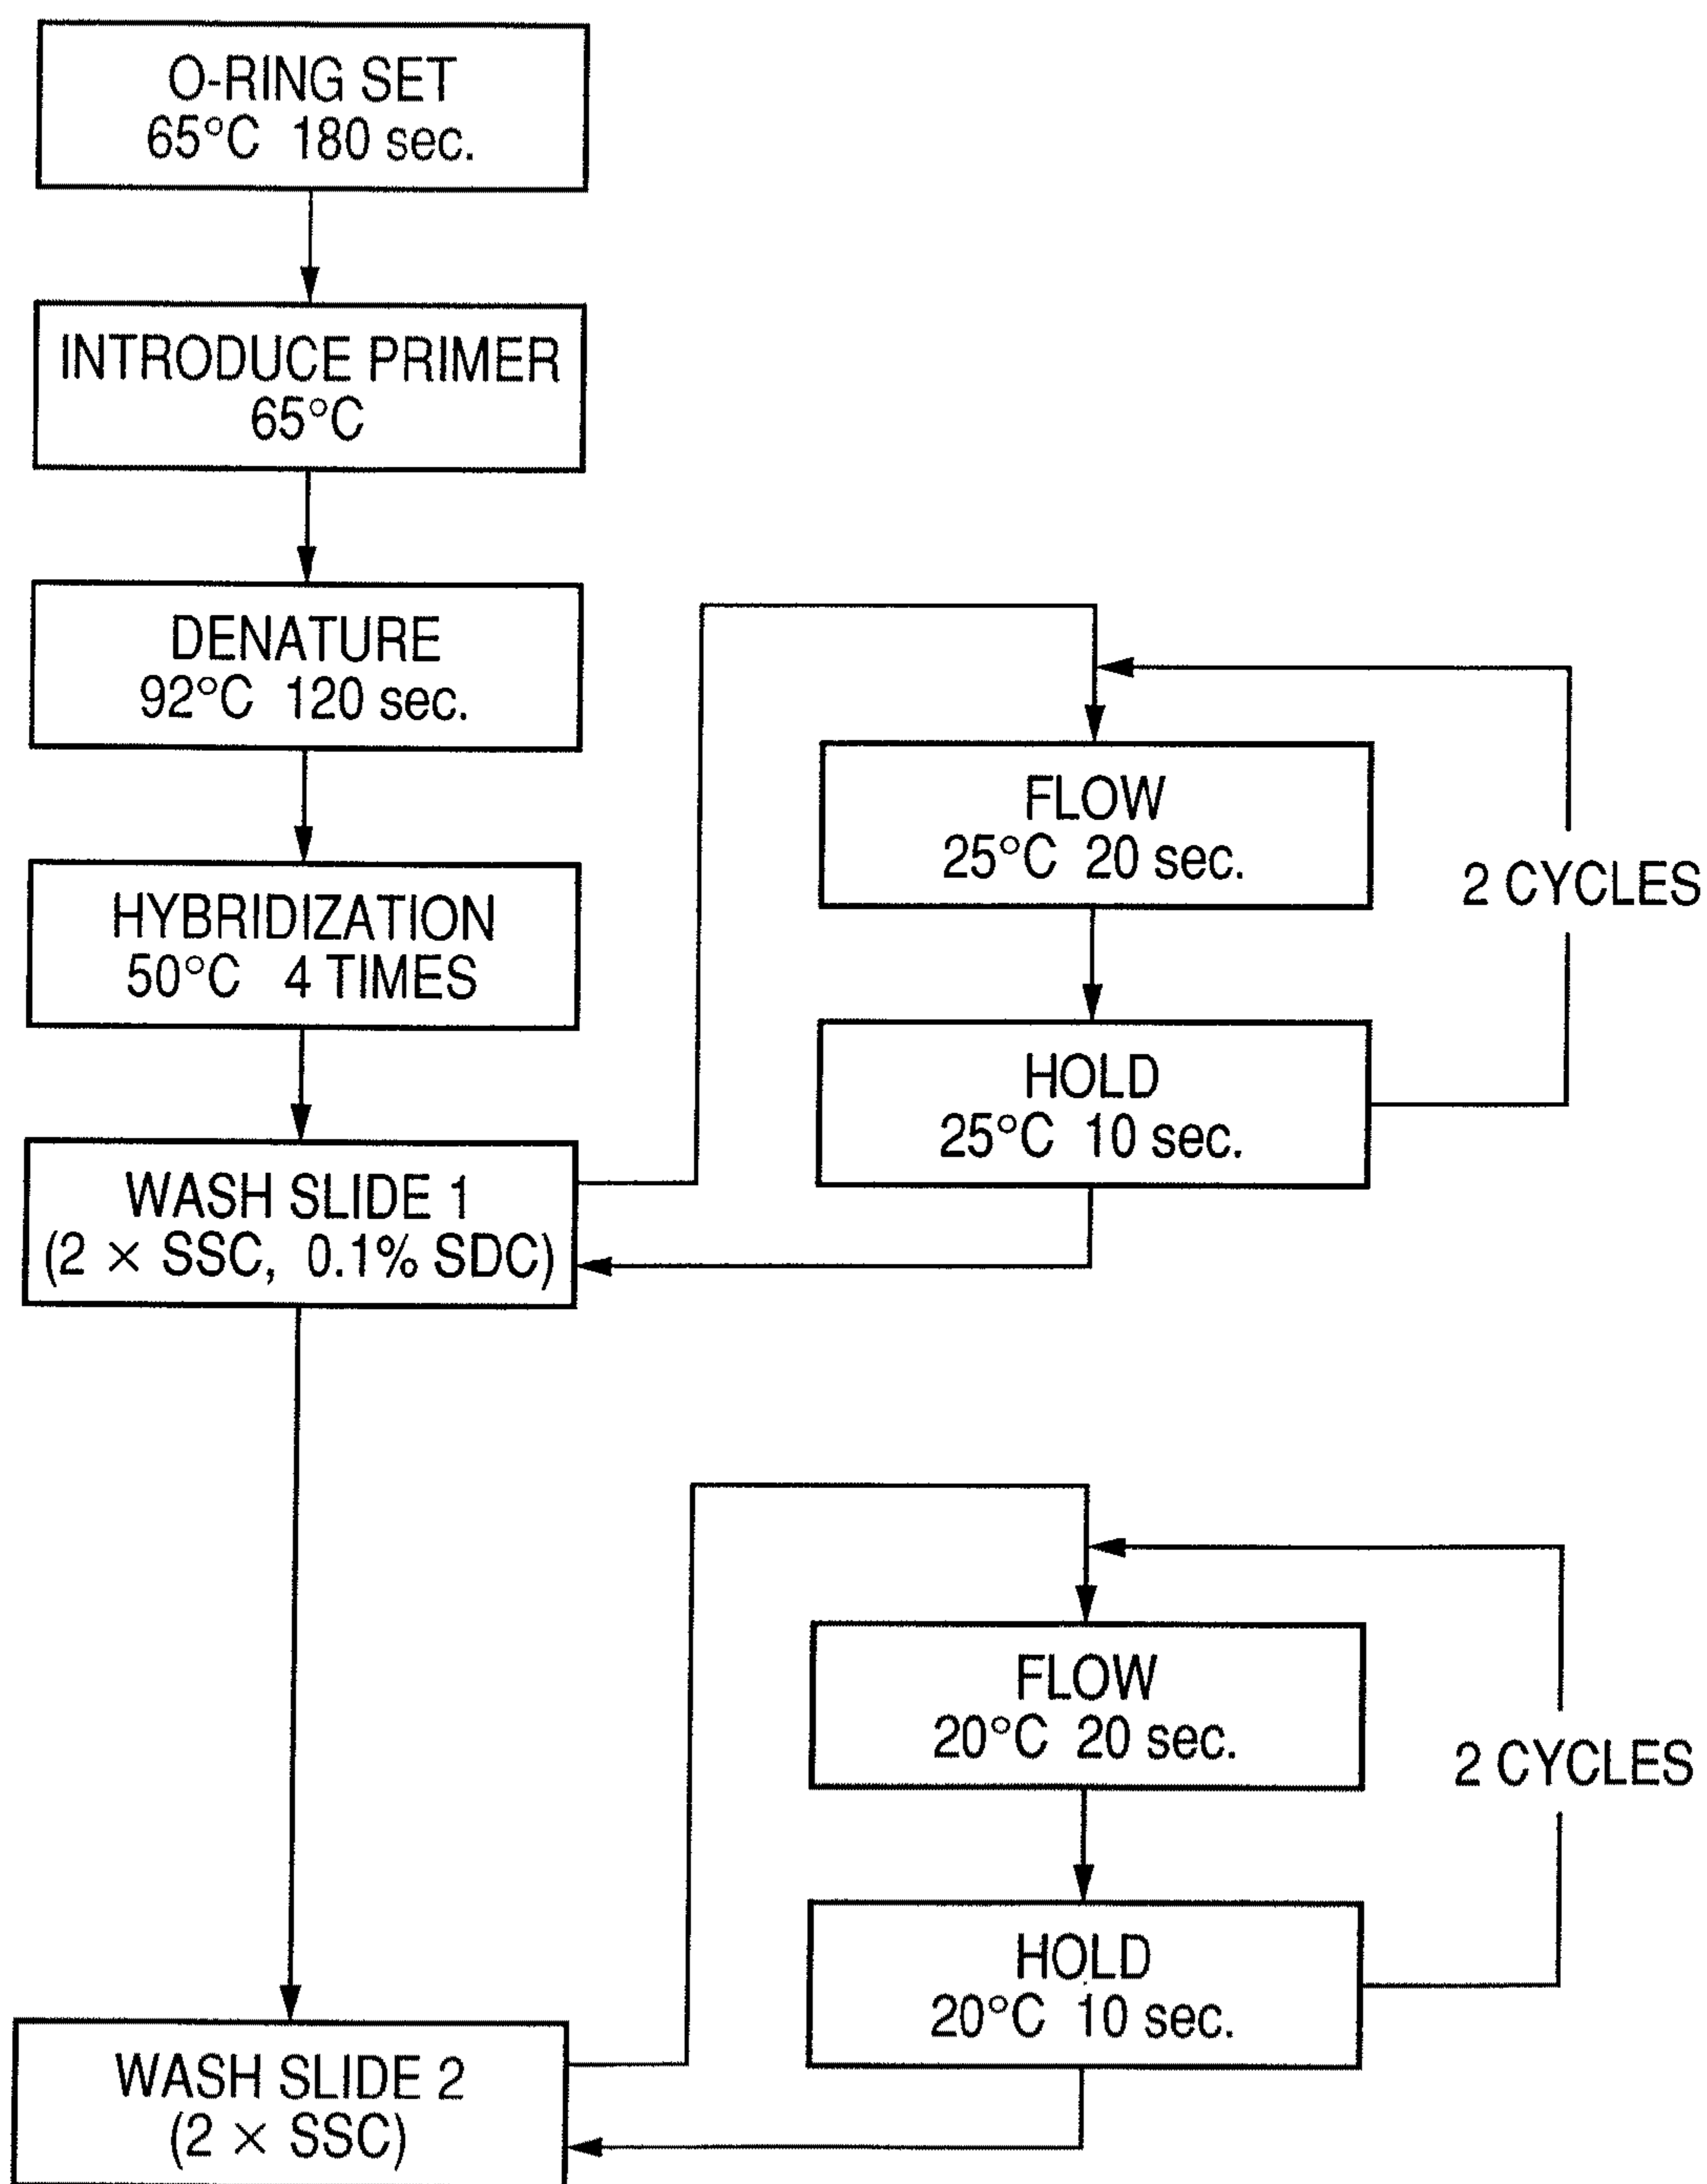 O-RING SET
65°C 180 sec.
INTRODUCE PRIMER
65°C
DENATURE
92°C 120 sec.
HYBRIDIZATION
50°C 4 TIMES
WASH SLIDE 1
(2 × SSC, 0.1% SDC)
FLOW
25°C 20 sec.
HOLD
25°C 10 sec.
2 CYCLES
WASH SLIDE 2
(2 × SSC)
FLOW
20°C 20 sec.
HOLD
20°C 10 sec.
2 CYCLES